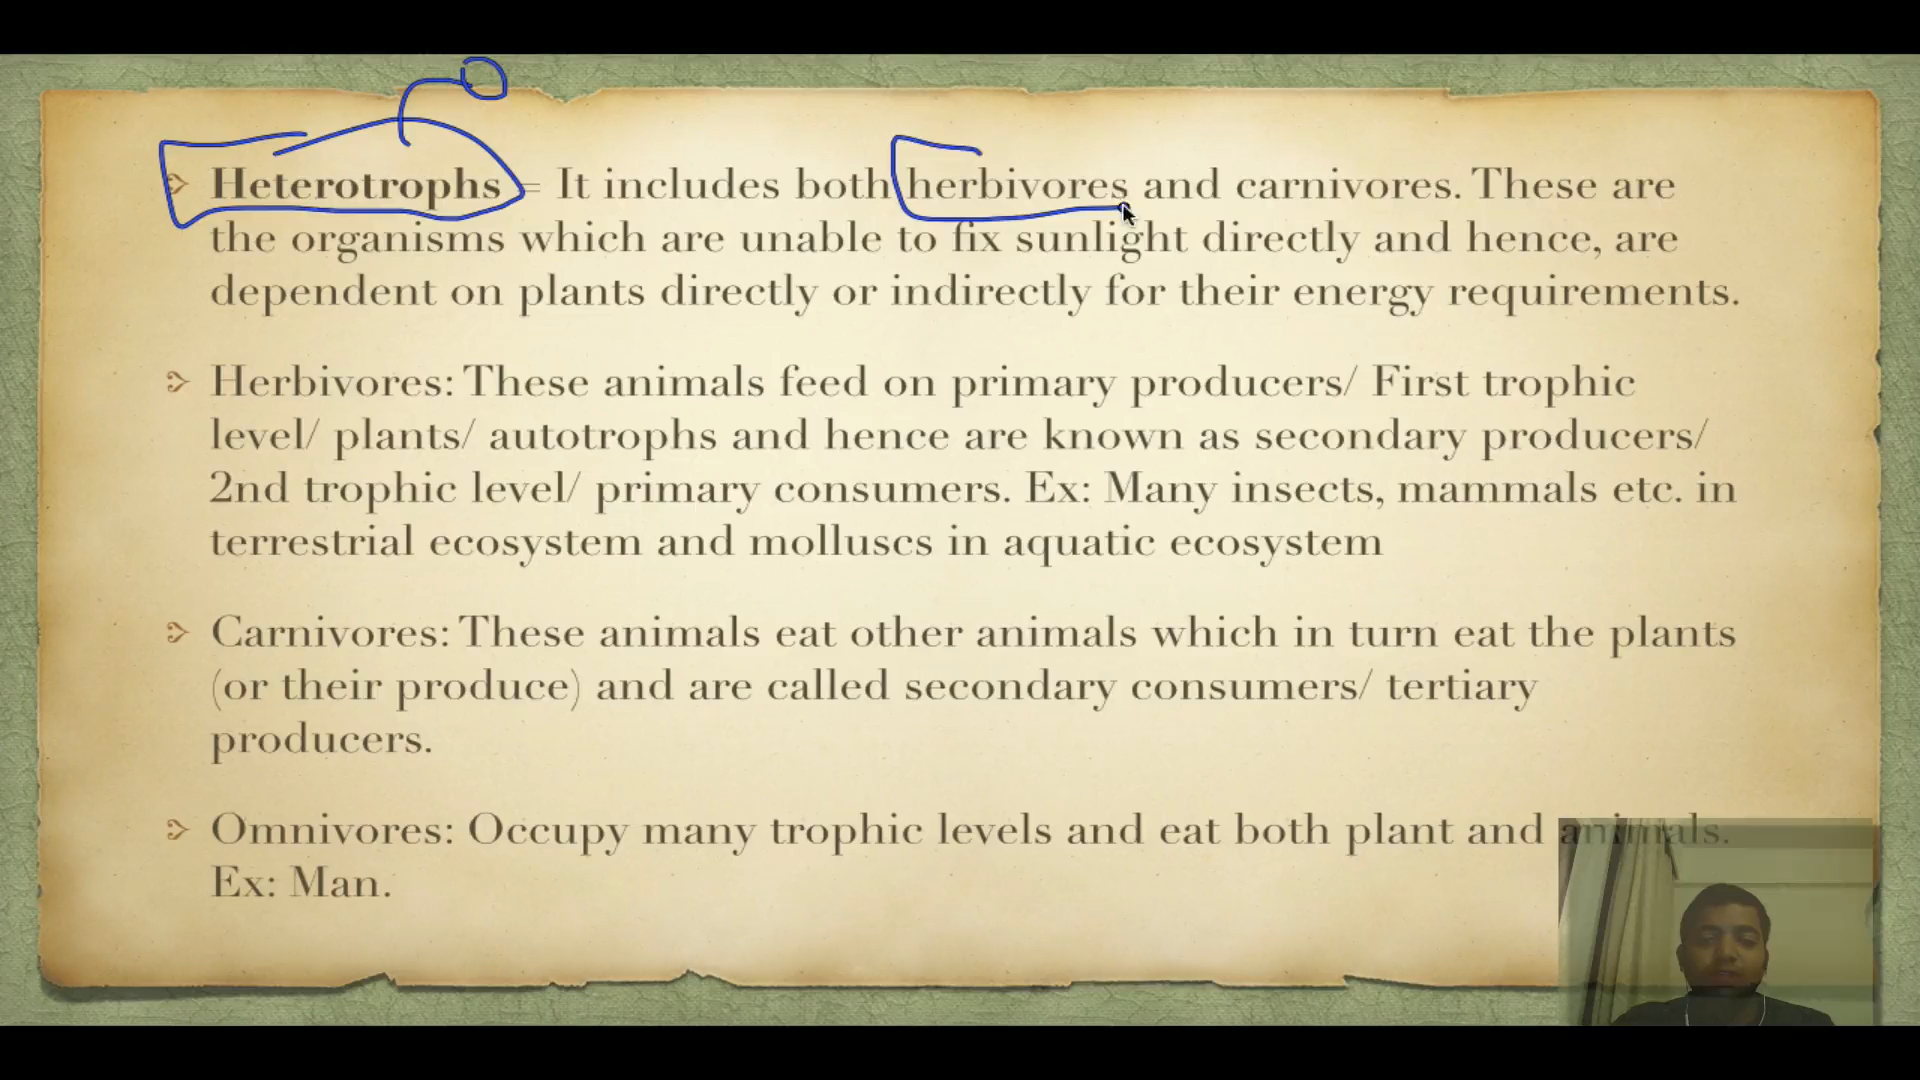 Heterotrophs = It includes both herbivores and carnivores. These are
the organisms which are unable to fix sunlight directly and hence, are
dependent on plants directly or indirectly for their energy requirements.
Herbivores: These animals feed on primary producers/ First trophic
level/ plants/ autotrophs and hence are known as secondary producers/
2nd trophic level/ primary consumers. Ex: Many insects, mammals etc. in
terrestrial ecosystem and molluscs in aquatic ecosystem
Carnivores: These animals eat other animals which in turn eat the plants
(or their produce) and are called secondary consumers/ tertiary
producers.
Omnivores: Occupy many trophic levels and eat both plant and animals.
Ex: Man.